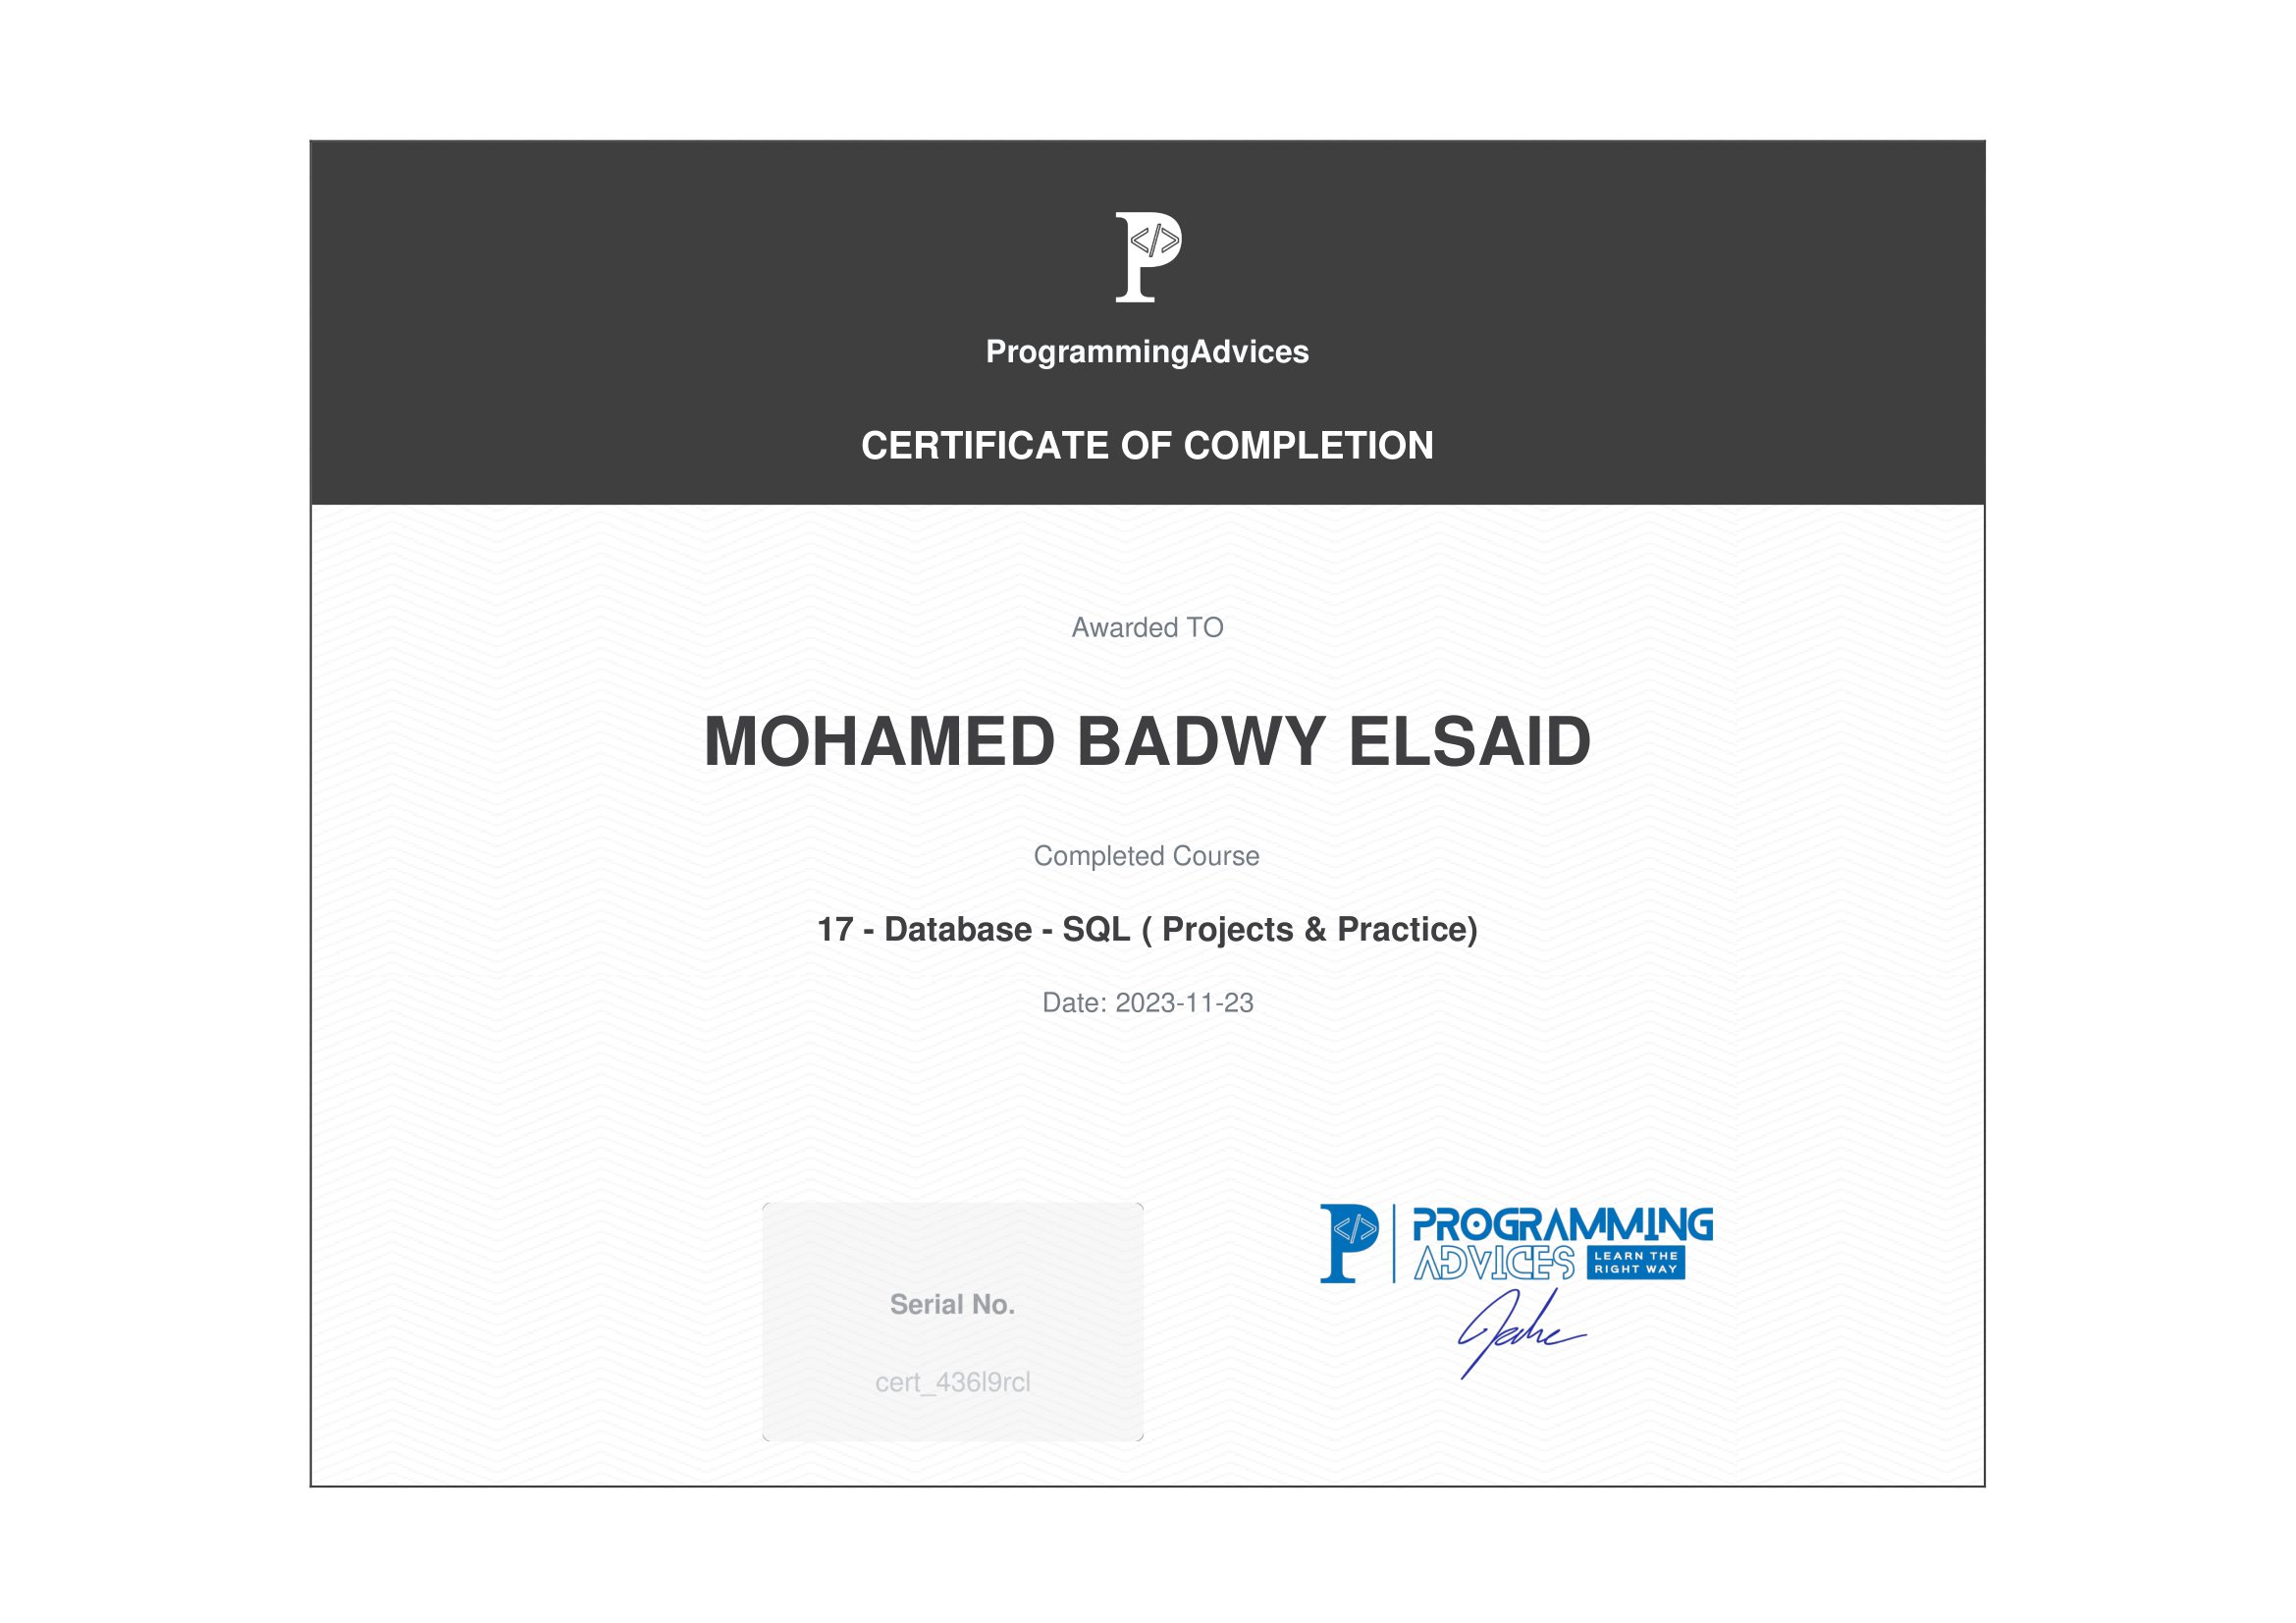 P
ProgrammingAdvices
CERTIFICATE OF COMPLETION
Awarded TO
MOHAMED BADWY ELSAID
Completed Course
17 - Database - SQL ( Projects & Practice)
Date: 2023-11-23
Serial No.
cert_436l9rcl
P </> PROGRAMMING
ADVICES LEARN THE
RIGHT WAY